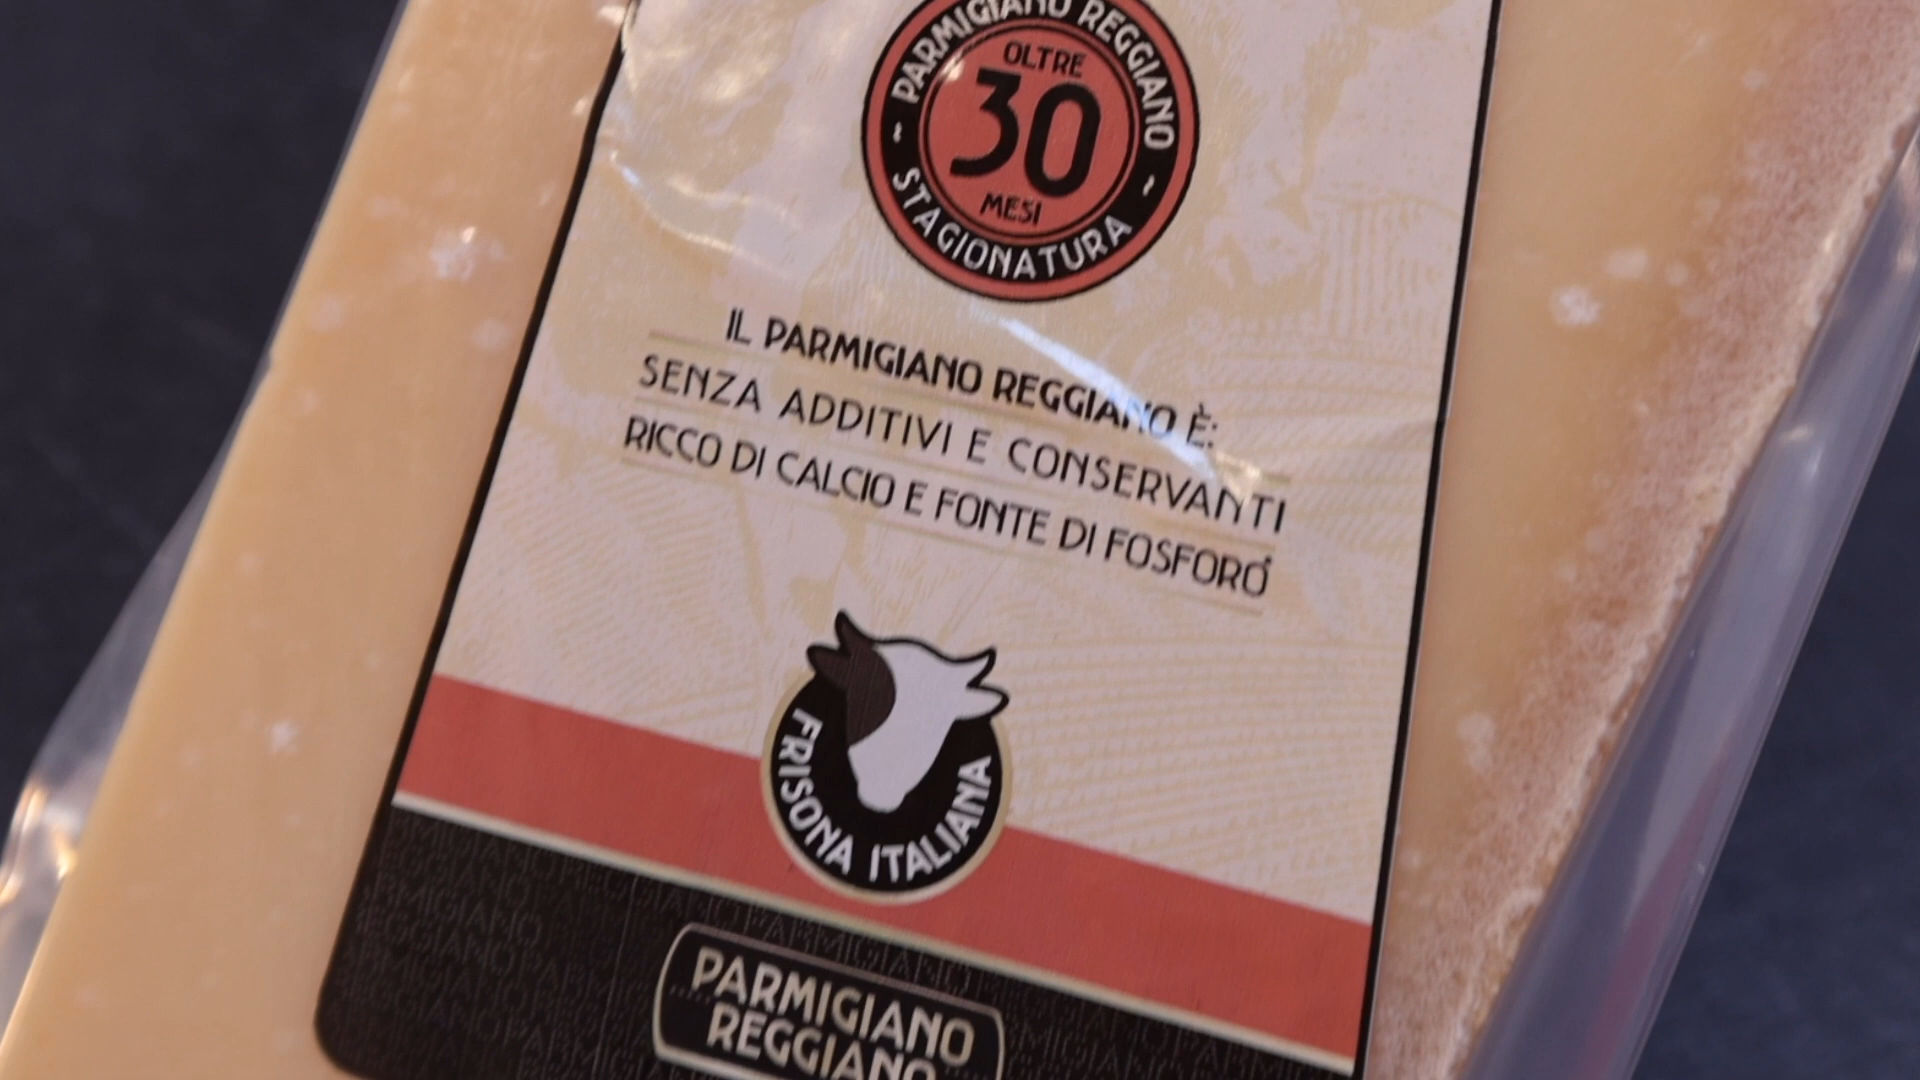 PARMIGIANO REGGIANO
OLTRE
30
MESI
~ STAGIONATURA ~
IL PARMIGIANO REGGIANO È:
SENZA ADDITIVI E CONSERVANTI
RICCO DI CALCIO E FONTE DI FOSFORO*
FRISONA ITALIANA
PARMIGIANO
REGGIANO